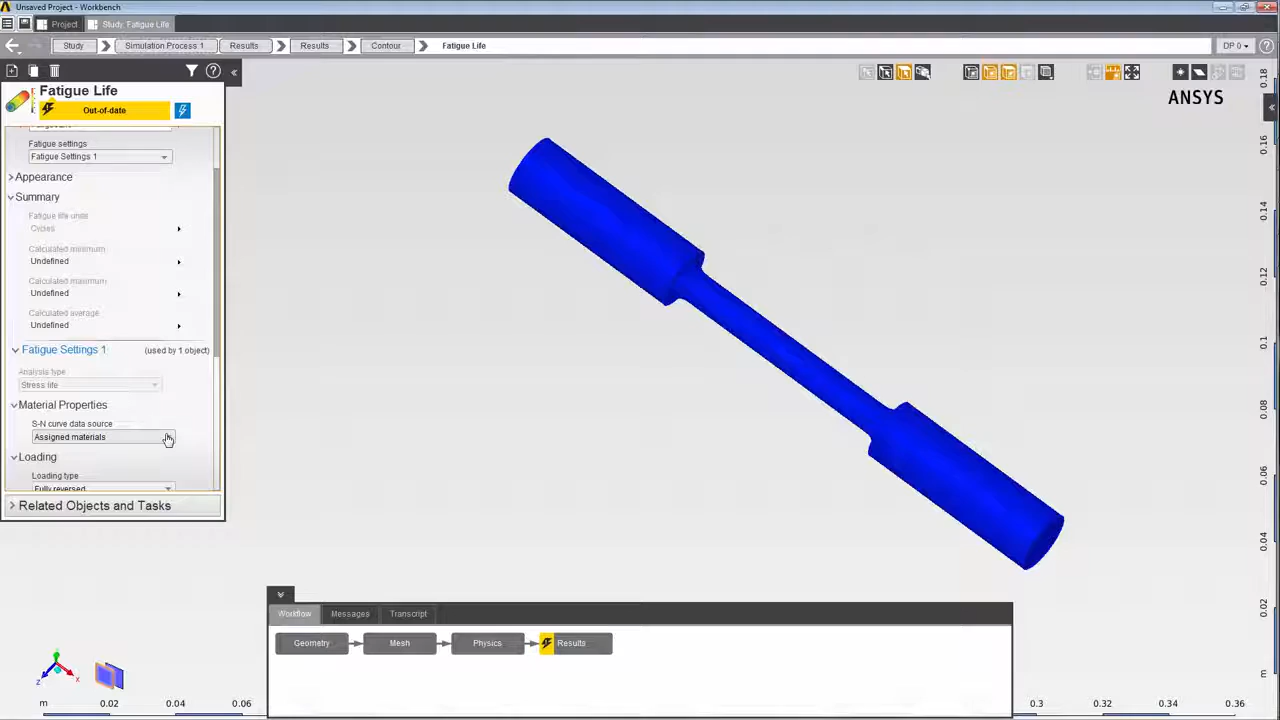 Unsaved Project - Workbench
Project
Study: Fatigue Life
Study
Simulation Process 1
Results
Results
Contour
Fatigue Life
DP 0
Fatigue Life
Out-of-date
Fatigue settings
Fatigue Settings 1
Appearance
Summary
Fatigue life units
Cycles
Calculated minimum
Undefined
Calculated maximum
Undefined
Calculated average
Undefined
Fatigue Settings 1
(used by 1 object)
Analysis type
Stress life
Material Properties
S-N curve data source
Assigned materials
Loading
Loading type
Fully reversed
Related Objects and Tasks
ANSYS
0.18
0.16
0.14
0.12
0.1
0.08
0.06
0.04
0.02
m
Workflow
Messages
Transcript
Geometry
Mesh
Physics
Results
z
x
m
0.02
0.04
0.06
0.3
0.32
0.34
0.36